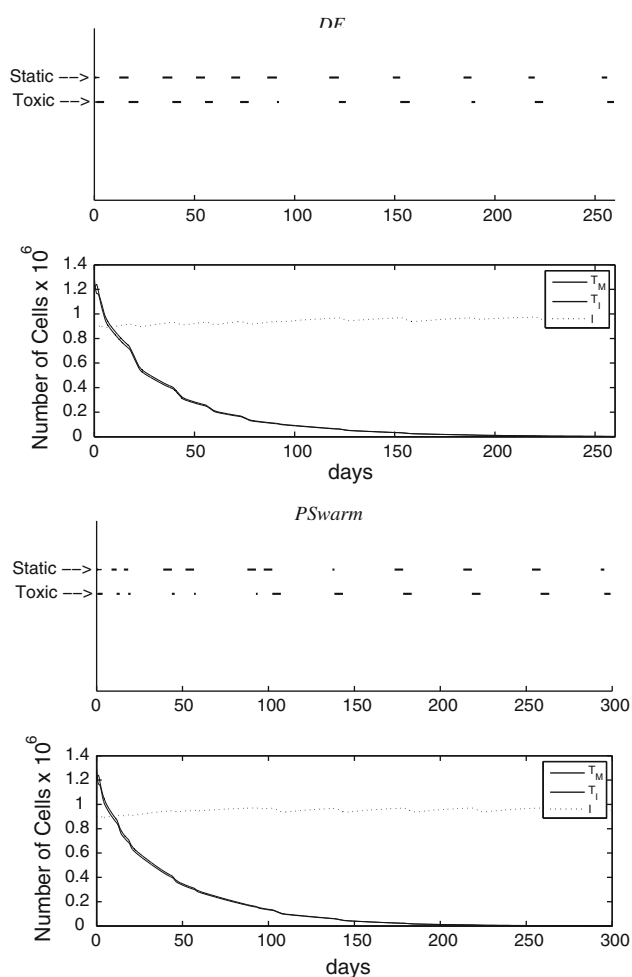 DE
Static -->
Toxic -->
0 50 100 150 200 250
Number of Cells x 10^6
1.4
1.2
1
0.8
0.6
0.4
0.2
0
T_M
T_I
I
0 50 100 150 200 250
days
PSwarm
Static -->
Toxic -->
0 50 100 150 200 250 300
Number of Cells x 10^6
1.4
1.2
1
0.8
0.6
0.4
0.2
0
T_M
T_I
I
0 50 100 150 200 250 300
days